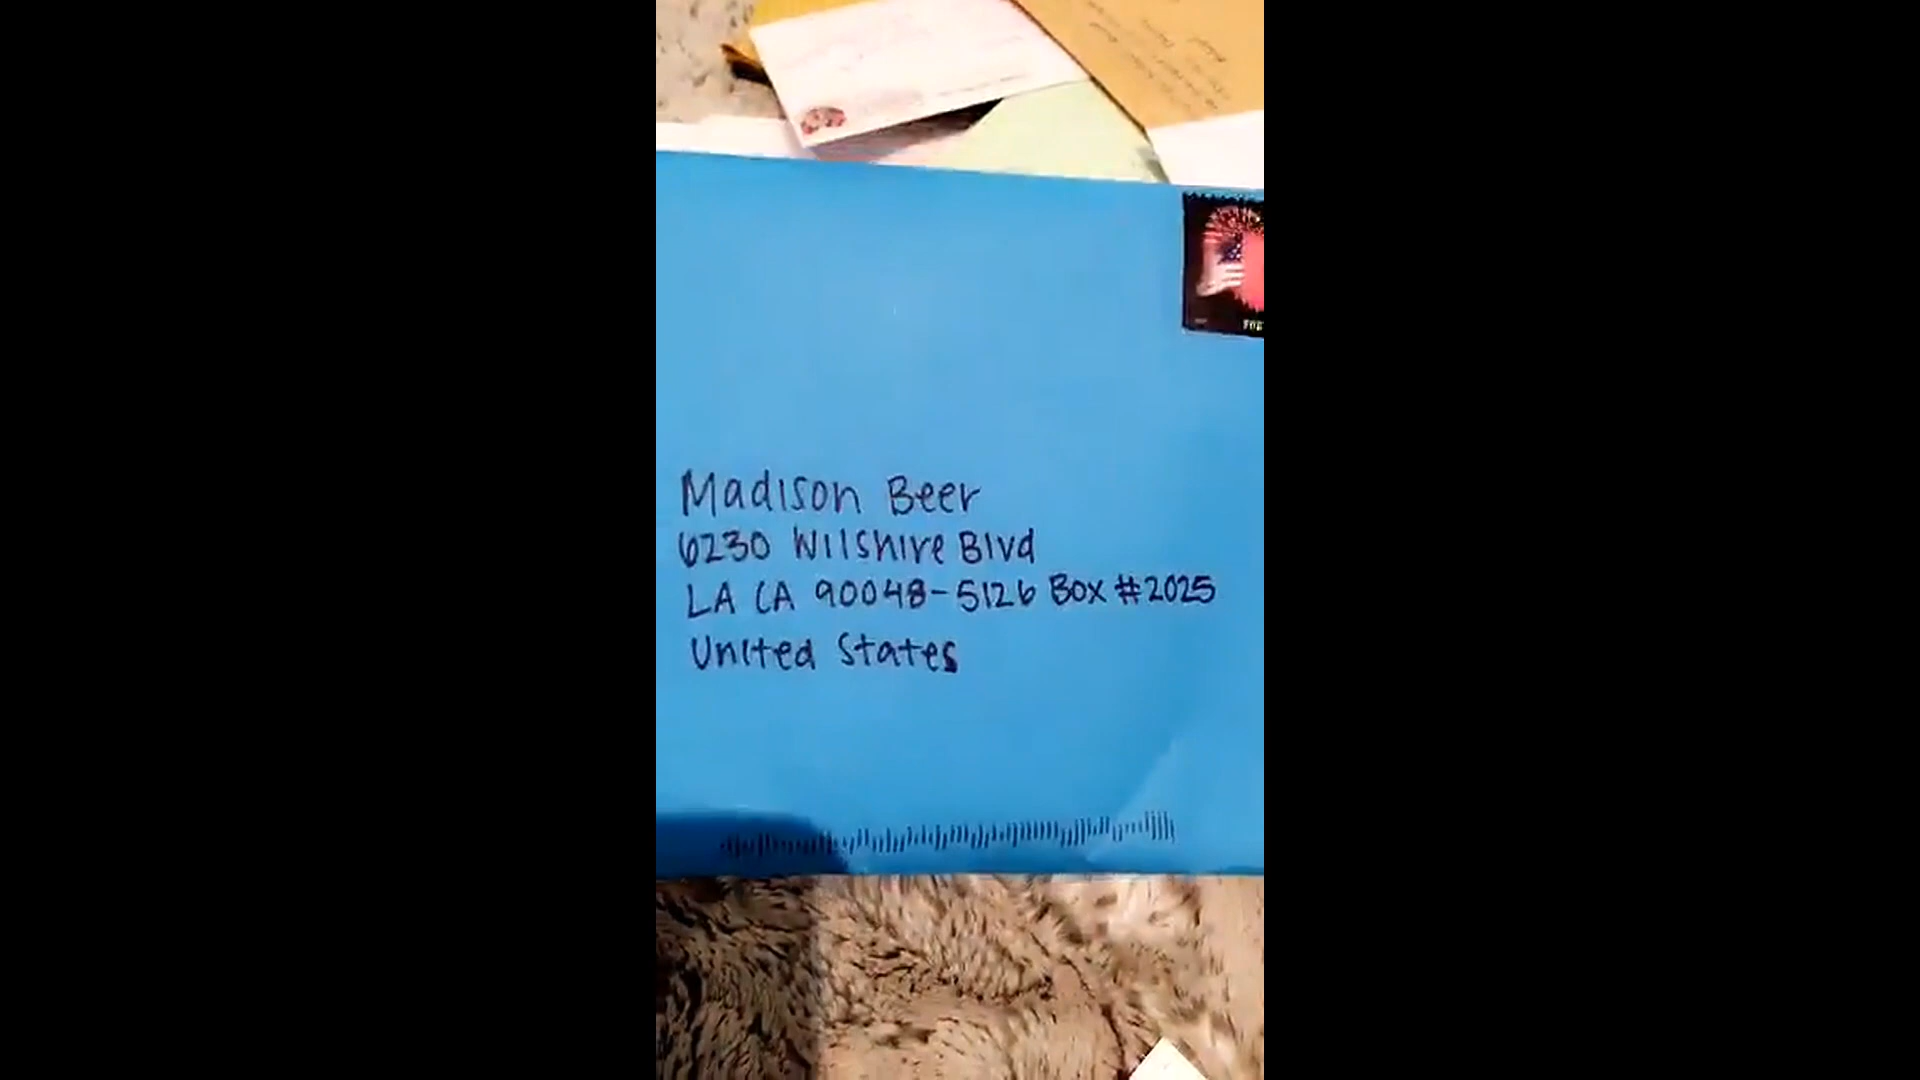 Madison Beer
6230 Wilshire Blvd
LA CA 90048-5126 Box #2025
United States